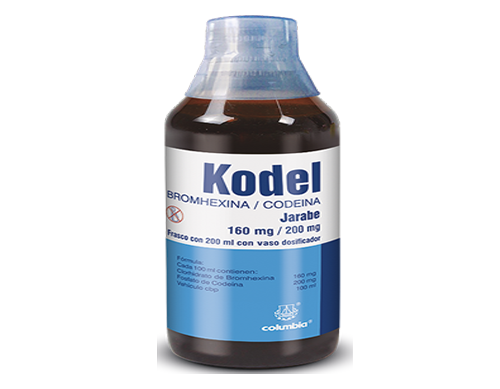 Kodel®
BROMHEXINA / CODEINA
Jarabe
160 mg / 200 mg
Frasco con 200 ml con vaso dosificador
Fórmula:
Cada 100 ml contienen:
Clorhidrato de Bromhexina 160 mg
Fosfato de Codeína 200 mg
Vehículo cbp 100 ml
columbia®